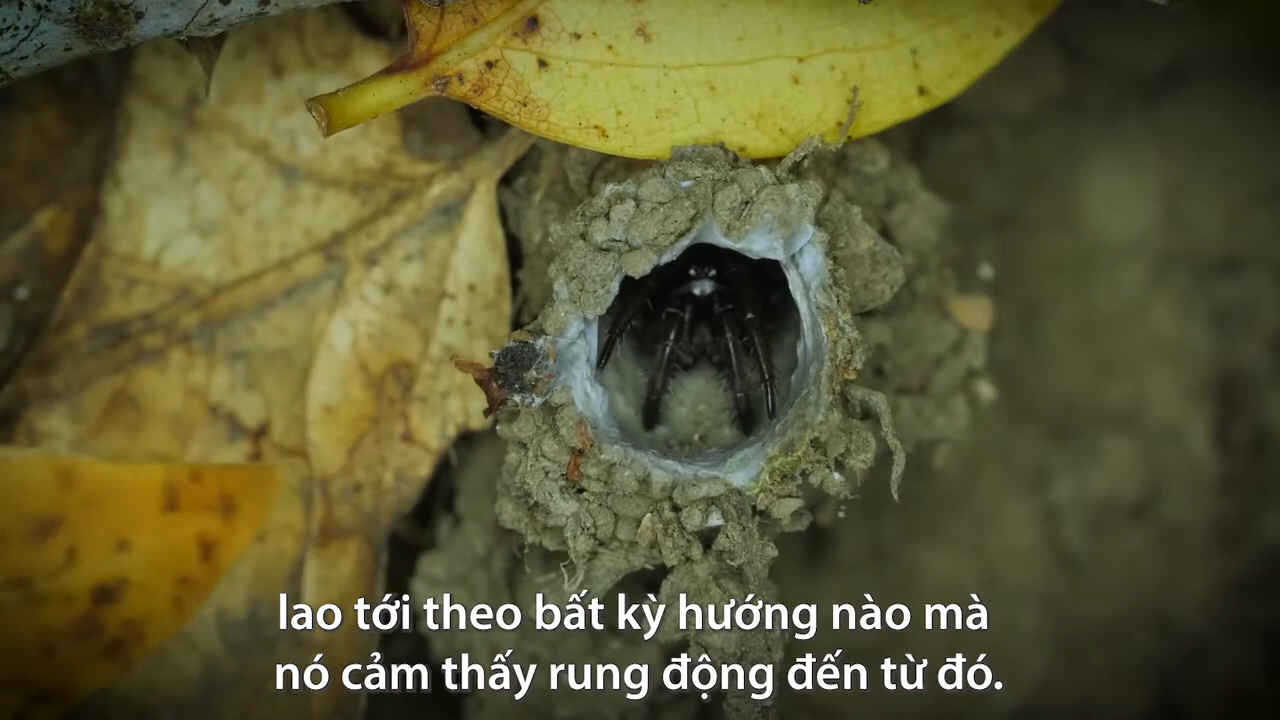 lao tới theo bất kỳ hướng nào mà
nó cảm thấy rung động đến từ đó.